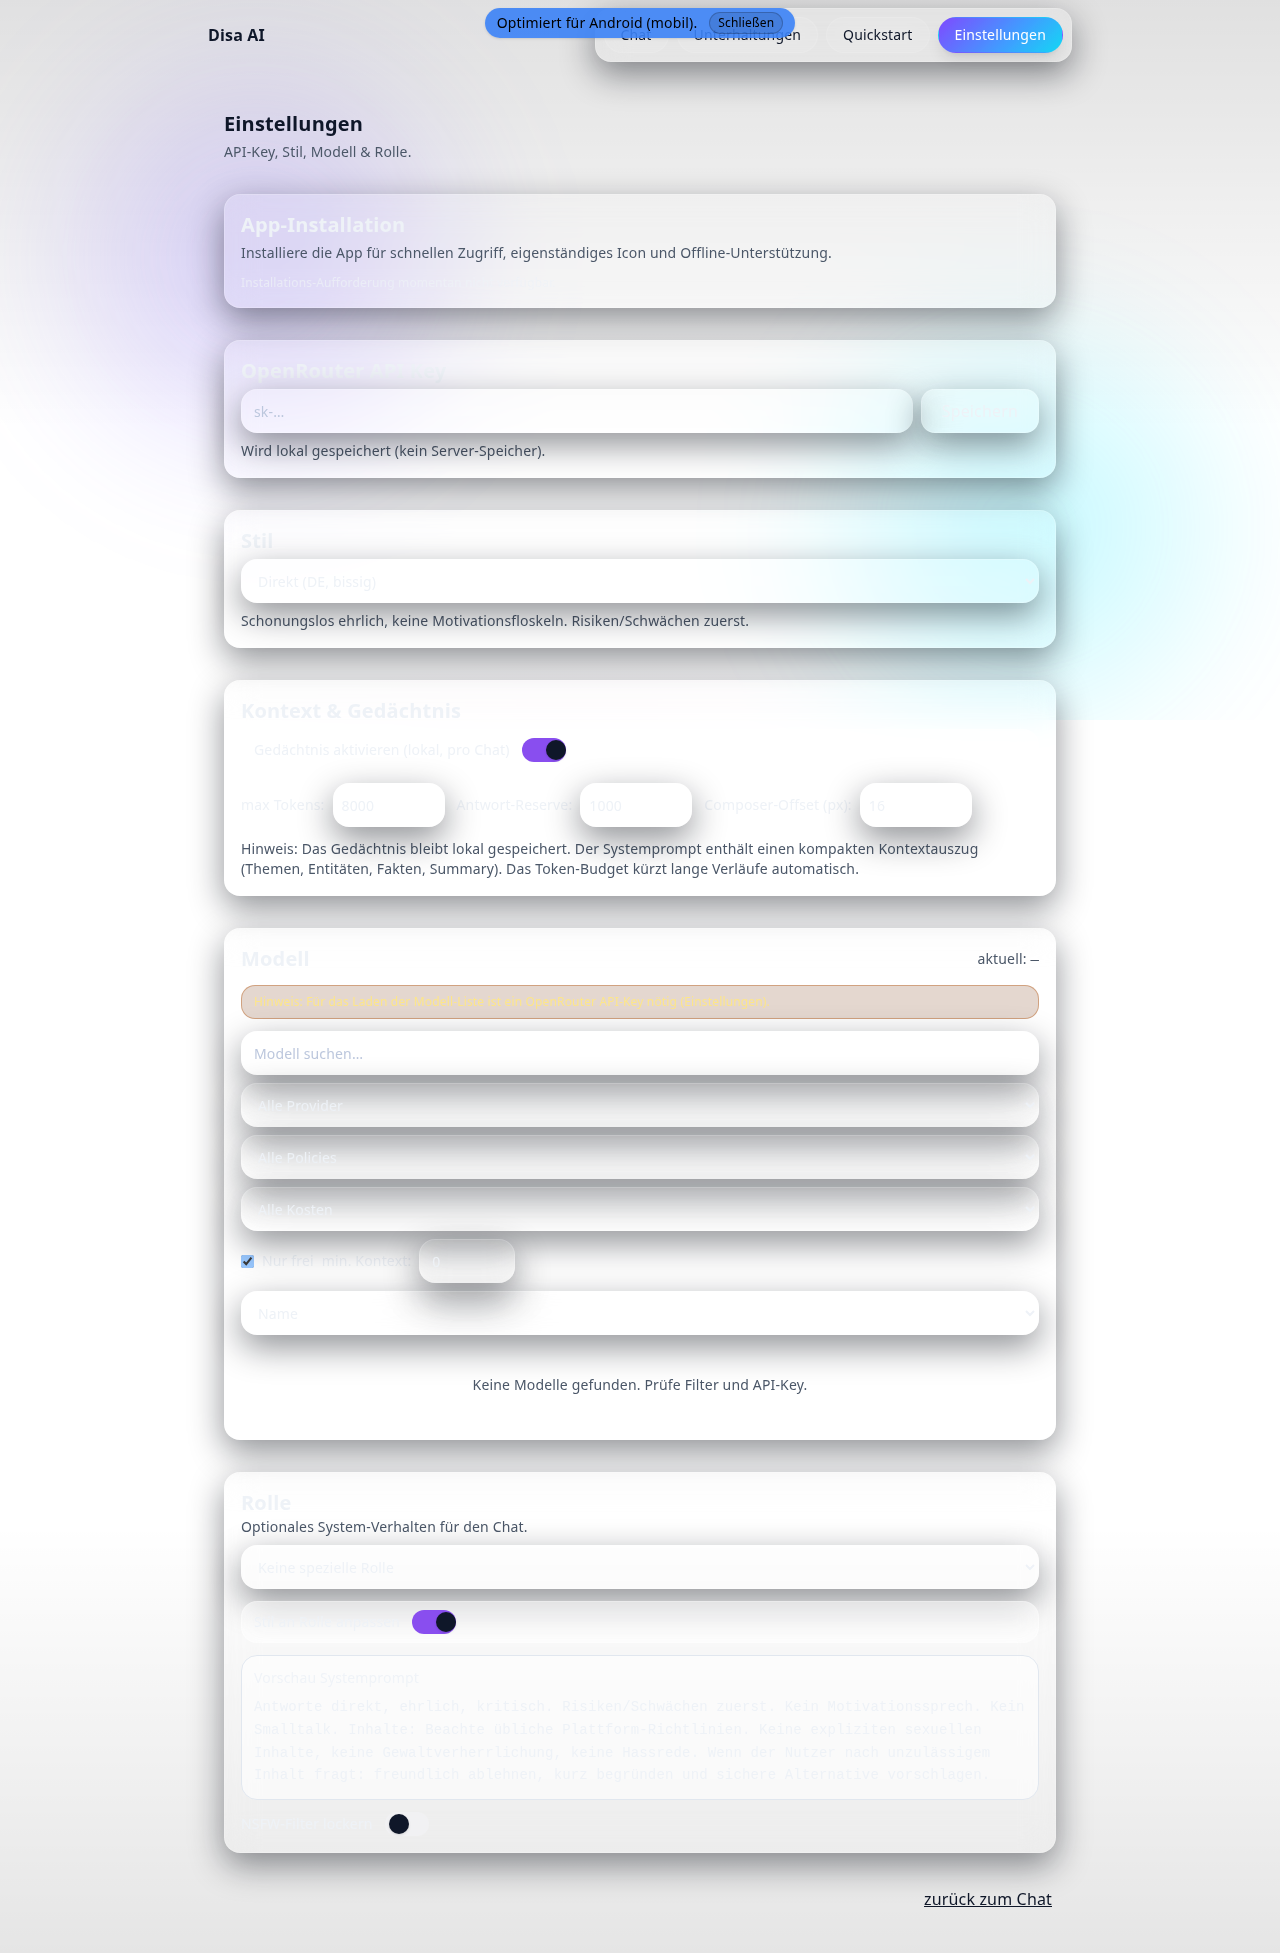 Disa AI
Optimiert für Android (mobil). Schließen
Chat Unterhaltungen Quickstart Einstellungen
Einstellungen
API-Key, Stil, Modell & Rolle.
App-Installation
Installiere die App für schnellen Zugriff, eigenständiges Icon und Offline-Unterstützung.
Installations-Aufforderung momentan
OpenRouter API-Key
sk-...
Wird lokal gespeichert (kein Server-Speicher).
Stil
Direkt (DE, bissig)
Schonungslos ehrlich, keine Motivationsfloskeln. Risiken/Schwächen zuerst.
Kontext & Gedächtnis
Gedächtnis aktivieren (lokal, pro Chat)
max Tokens: 8000 Antwort-Reserve: 1000 Composer-Offset (px): 16
Hinweis: Das Gedächtnis bleibt lokal gespeichert. Der Systemprompt enthält einen kompakten Kontextauszug
(Themen, Entitäten, Fakten, Summary). Das Token-Budget kürzt lange Verläufe automatisch.
Modell
aktuell: —
Hinweis: Für das Laden der Modell-Liste ist ein OpenRouter API-Key nötig (Einstellungen).
Modell suchen...
Alle Provider
Alle Policies
Alle Kosten
Nur frei min. Kontext: 0
Name
Keine Modelle gefunden. Prüfe Filter und API-Key.
Rolle
Optionales System-Verhalten für den Chat.
Keine spezielle Rolle
Vorschau Systemprompt
Antworte direkt, ehrlich, kritisch. Risiken/Schwächen zuerst. Kein Motivationssprech. Kein
Smalltalk. Inhalte: Beachte übliche Plattform-Richtlinien. Keine expliziten sexuellen
Inhalte, keine Gewaltverherrlichung, keine Hassrede. Wenn der Nutzer nach unzulässigem
Inhalt fragt: freundlich ablehnen, kurz begründen und sichere Alternative vorschlagen.
zurück zum Chat